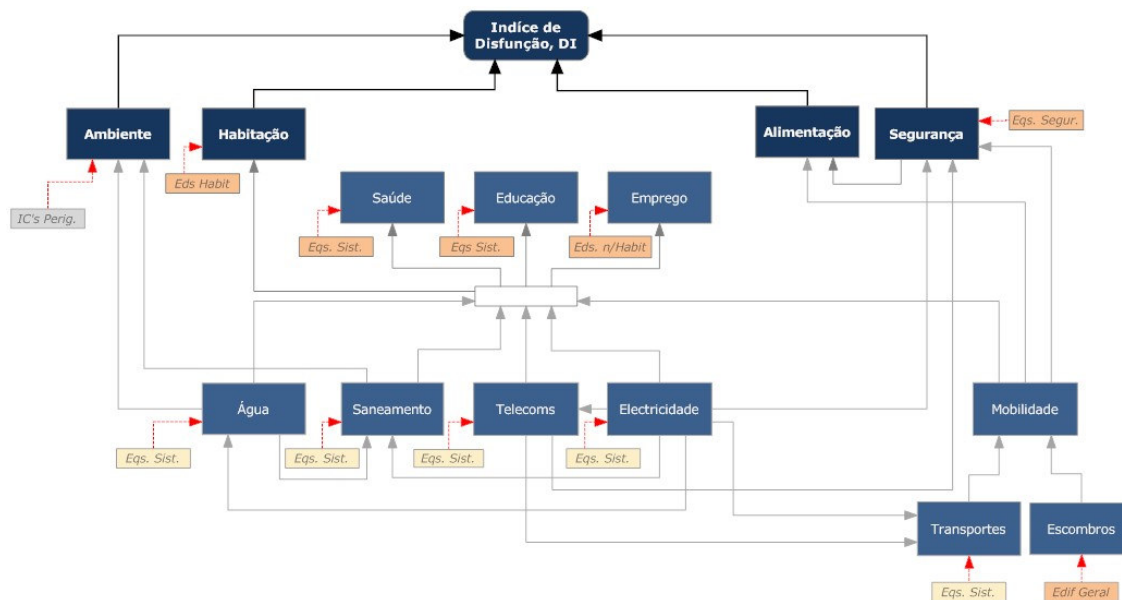 Indíce de
Disfunção, DI
Ambiente
Habitação
Alimentação
Segurança
Eqs. Segur.
Eds Habit
IC's Perig.
Saúde
Educação
Emprego
Eqs. Sist.
Eqs Sist.
Eds. n/Habit
Água
Saneamento
Telecoms
Electricidade
Mobilidade
Eqs. Sist.
Eqs. Sist.
Eqs. Sist.
Eqs. Sist.
Transportes
Escombros
Eqs. Sist.
Edif Geral